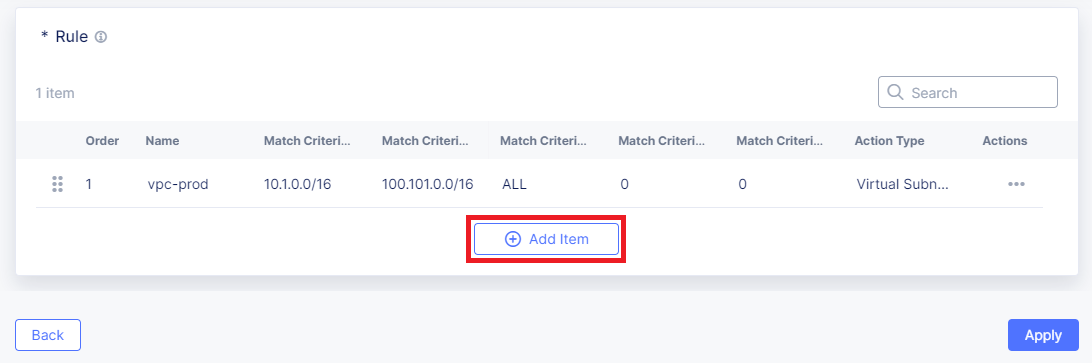 * Rule
1 item
Search
Order Name Match Criteri... Match Criteri... Match Criteri... Match Criteri... Match Criteri... Action Type Actions
1 vpc-prod 10.1.0.0/16 100.101.0.0/16 ALL 0 0 Virtual Subn...
Add Item
Back
Apply